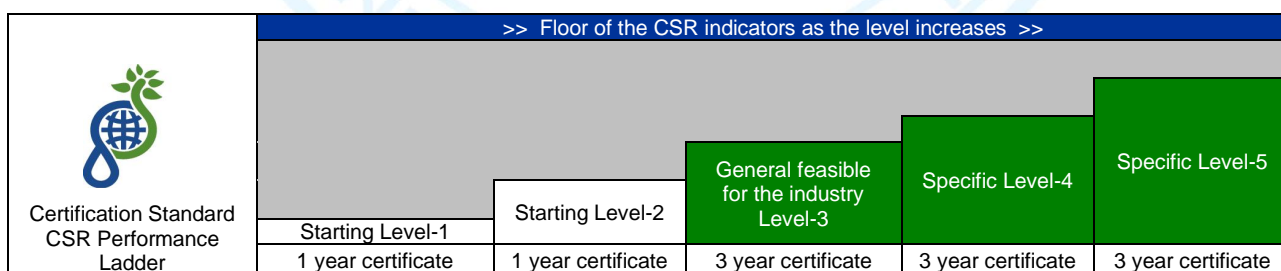 >> Floor of the CSR indicators as the level increases >>
Certification Standard
CSR Performance
Ladder
Starting Level-1
Starting Level-2
General feasible
for the industry
Level-3
Specific Level-4
Specific Level-5
1 year certificate
1 year certificate
3 year certificate
3 year certificate
3 year certificate